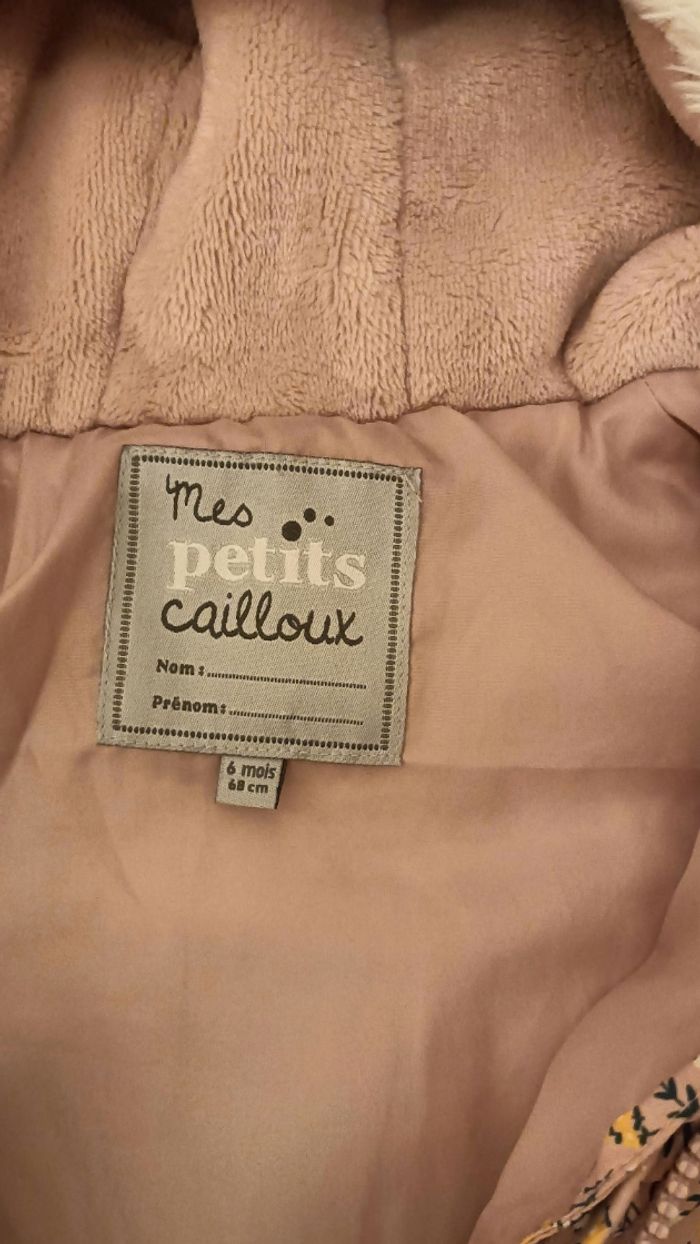 Mes
petits
cailloux
Nom :
Prénom :
6 mois
68 cm